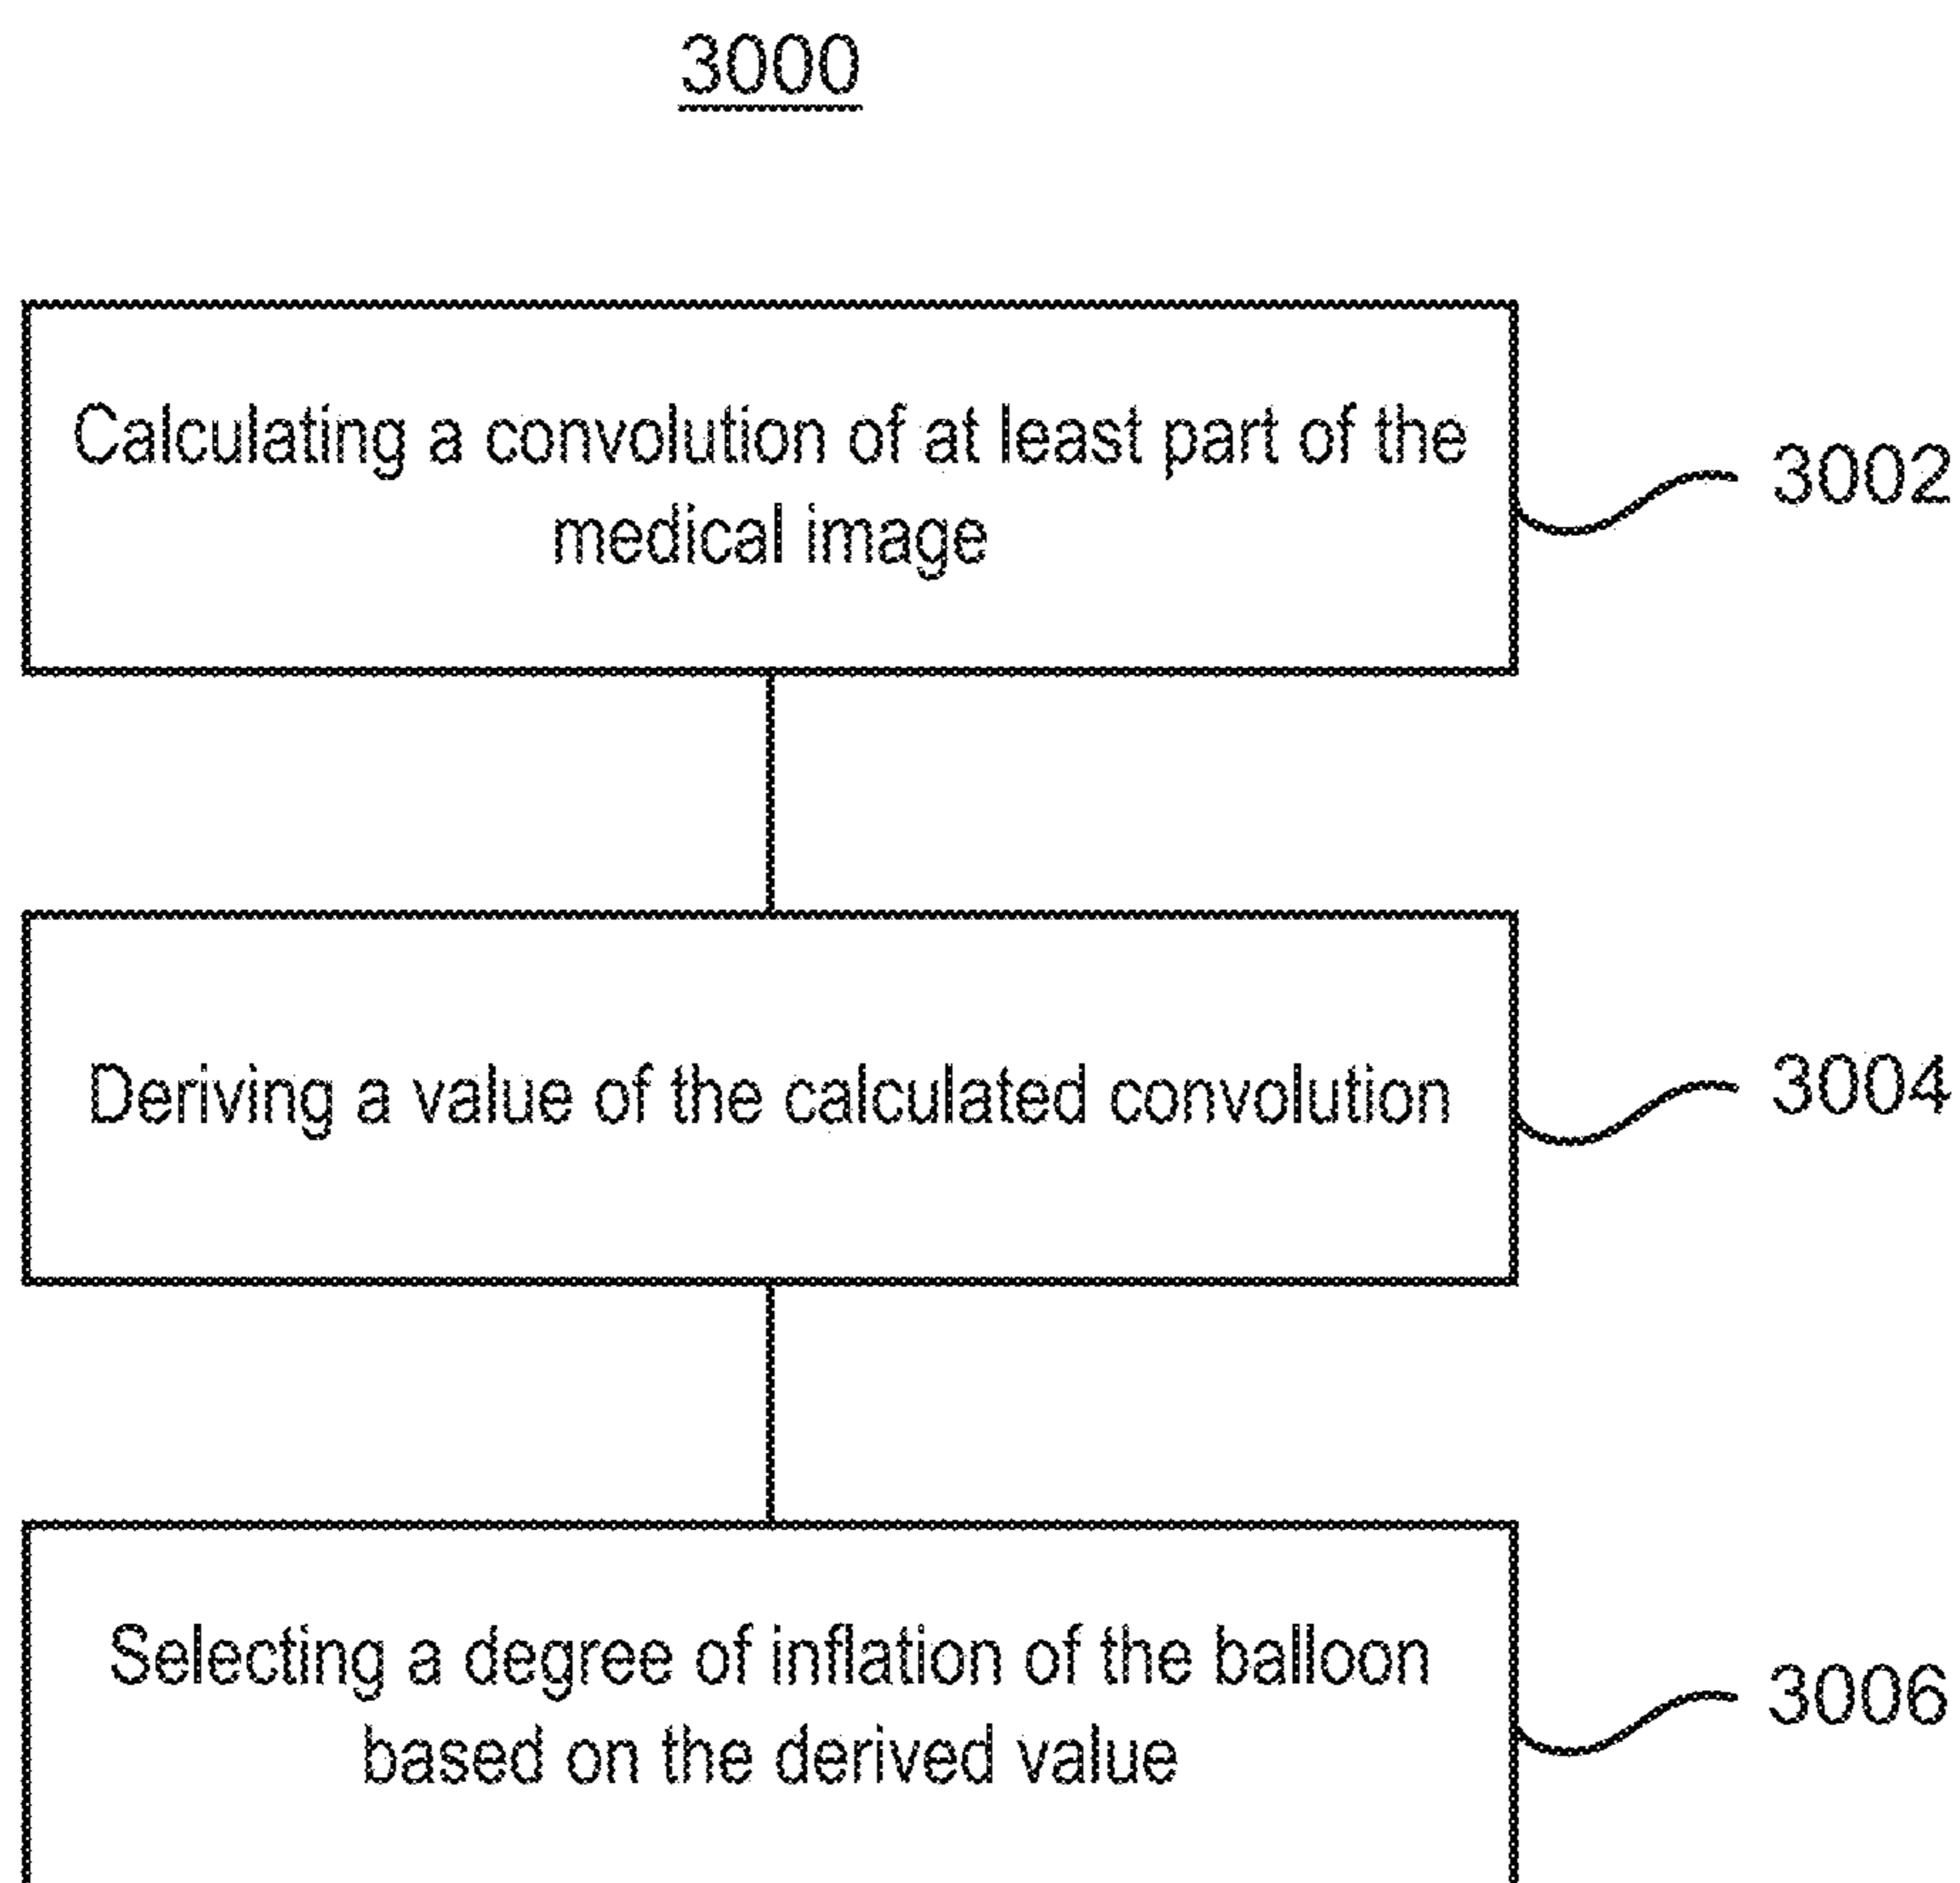 3000
Calculating a convolution of at least part of the
medical image
3002
Deriving a value of the calculated convolution
3004
Selecting a degree of inflation of the balloon
based on the derived value
3006